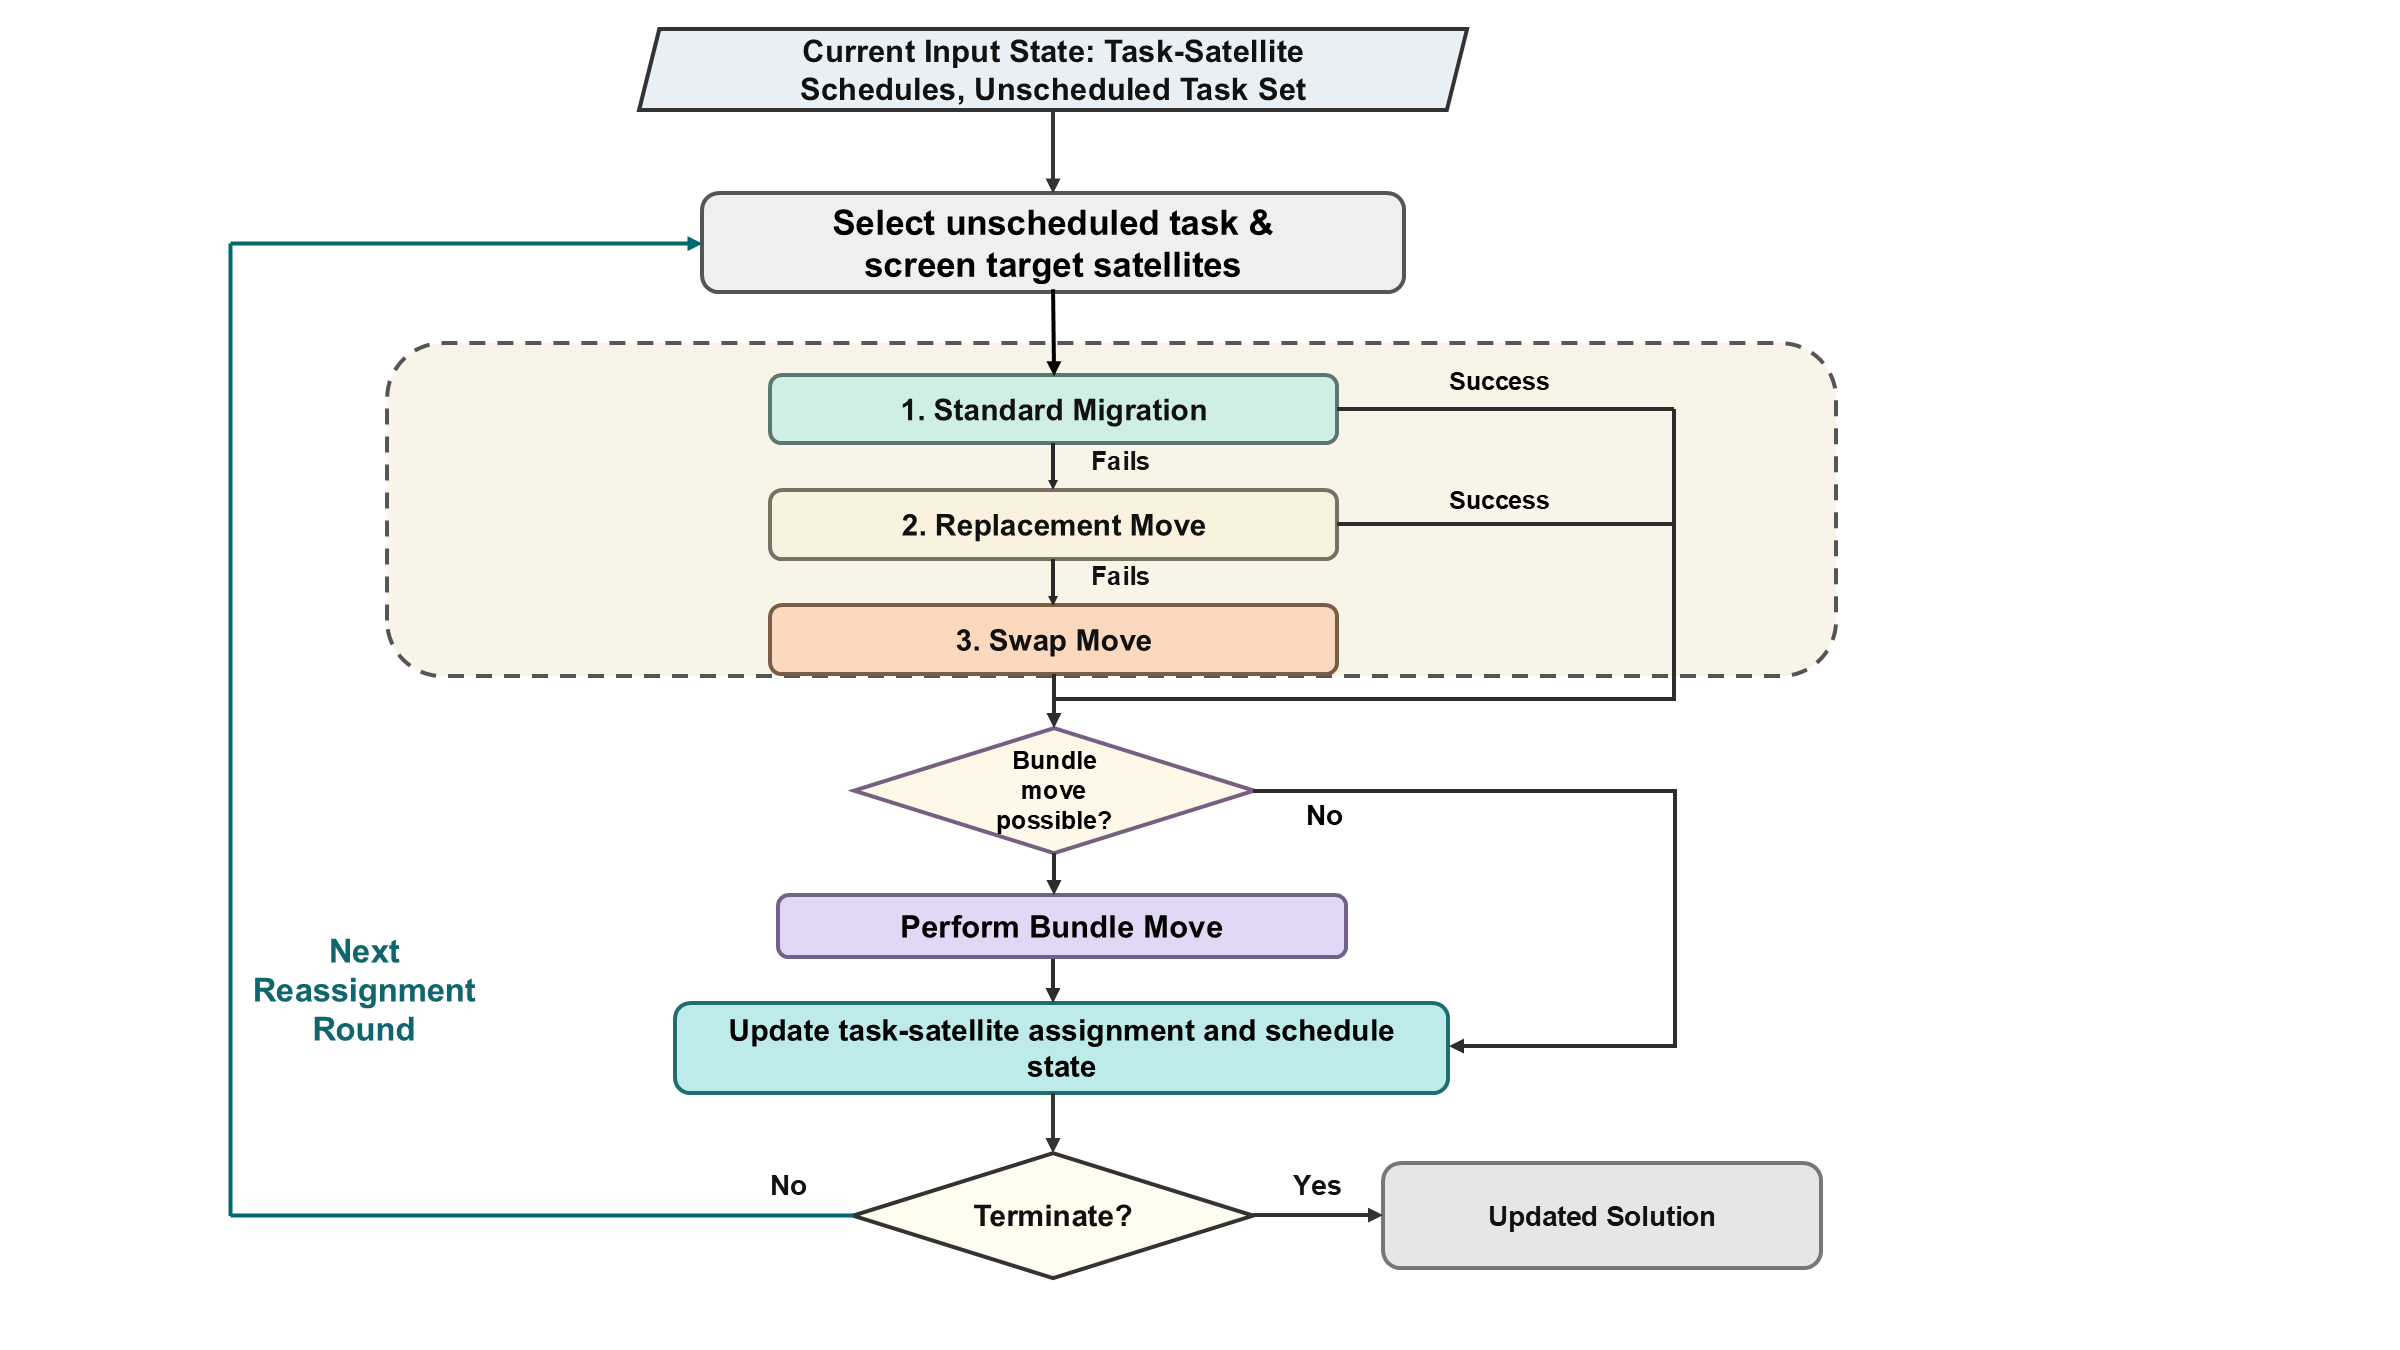 Current Input State: Task-Satellite
Schedules, Unscheduled Task Set
Select unscheduled task &
screen target satellites
1. Standard Migration
Success
Fails
2. Replacement Move
Success
Fails
3. Swap Move
Bundle
move
possible?
No
Perform Bundle Move
Next
Reassignment
Round
Update task-satellite assignment and schedule
state
No
Terminate?
Yes
Updated Solution